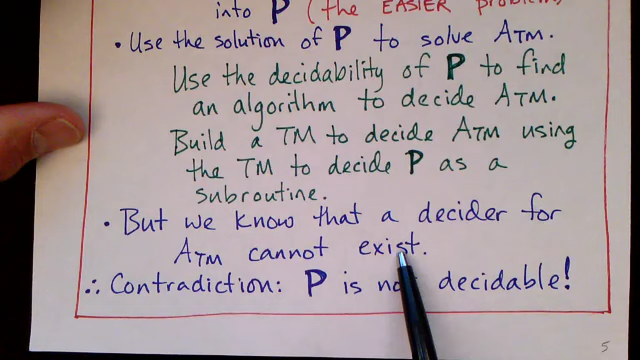 into P (the EASIER problem)
• Use the solution of P to solve ATM.
Use the decidability of P to find
an algorithm to decide ATM.
Build a TM to decide ATM using
the TM to decide P as a
subroutine.
• But we know that a decider for
ATM cannot exist.
∴ Contradiction: P is not decidable!
5